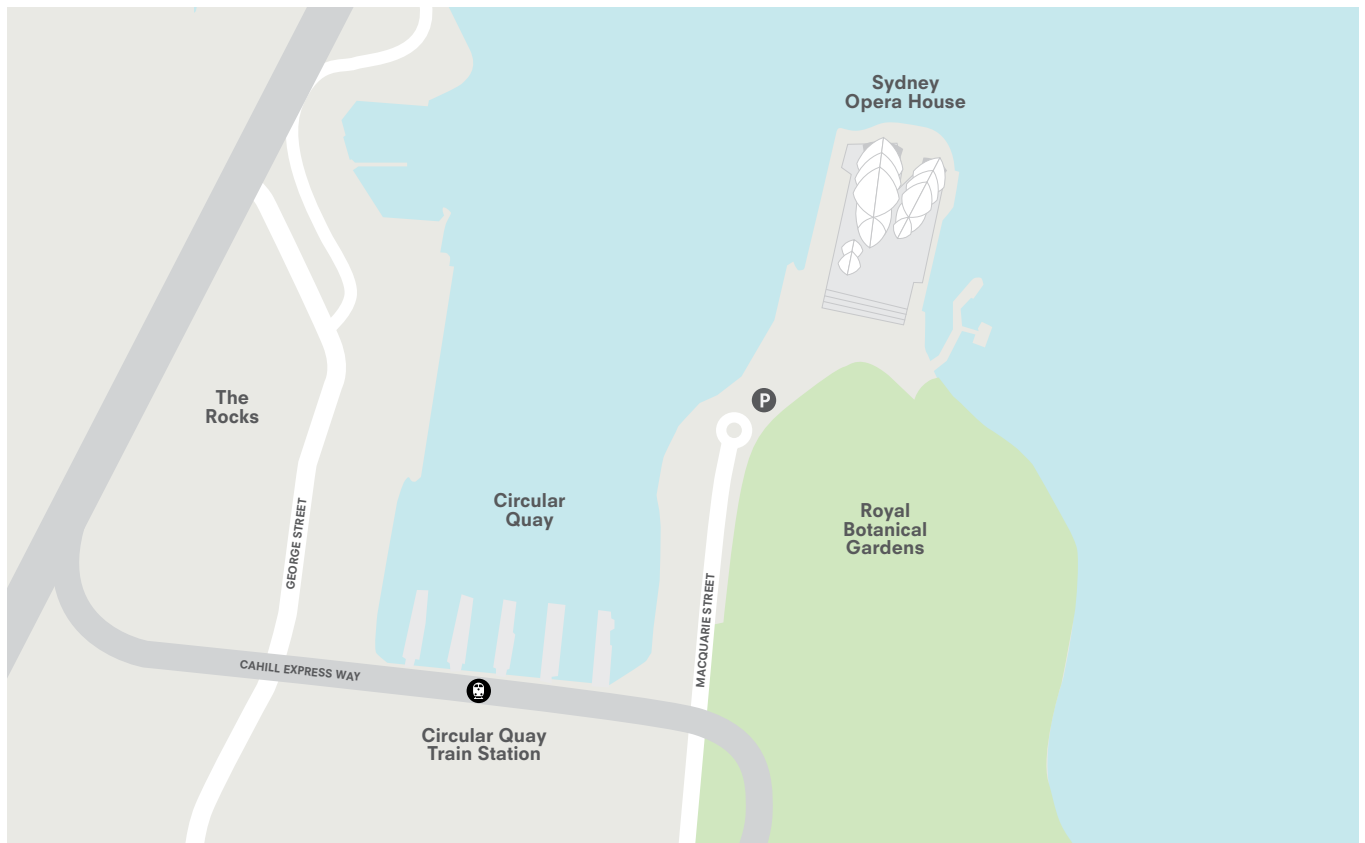 Sydney
Opera House
P
The
Rocks
Circular
Quay
Royal
Botanical
Gardens
GEORGE STREET
MACQUARIE STREET
CAHILL EXPRESS WAY
Circular Quay
Train Station